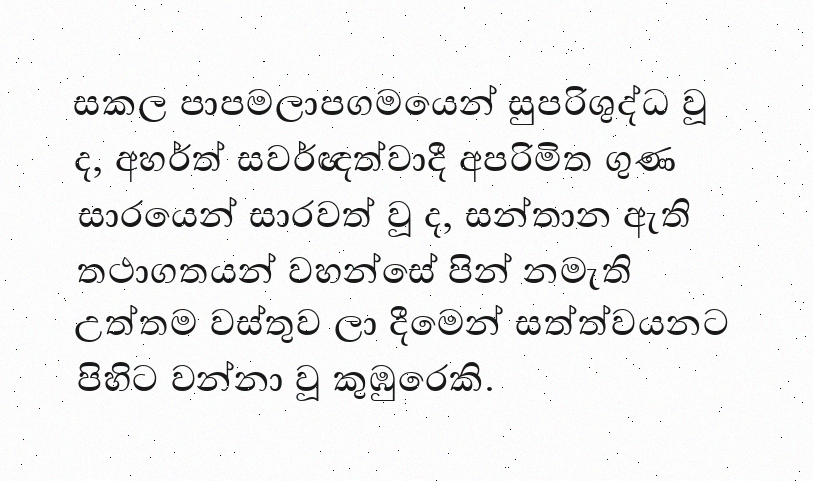 සකල පාපමලාපගමයෙන් සුපරිශුද්ධ වූ
ද, අහර්ත් සවර්ඥත්වාදී අපරිමිත ගුණ
සාරයෙන් සාරවත් වූ ද, සන්තාන ඇති
තථාගතයන් වහන්සේ පින් නමැති
උත්තම වස්තුව ලා දීමෙන් සත්ත්වයනට
පිහිට වන්නා වූ කුඹුරෙකි.